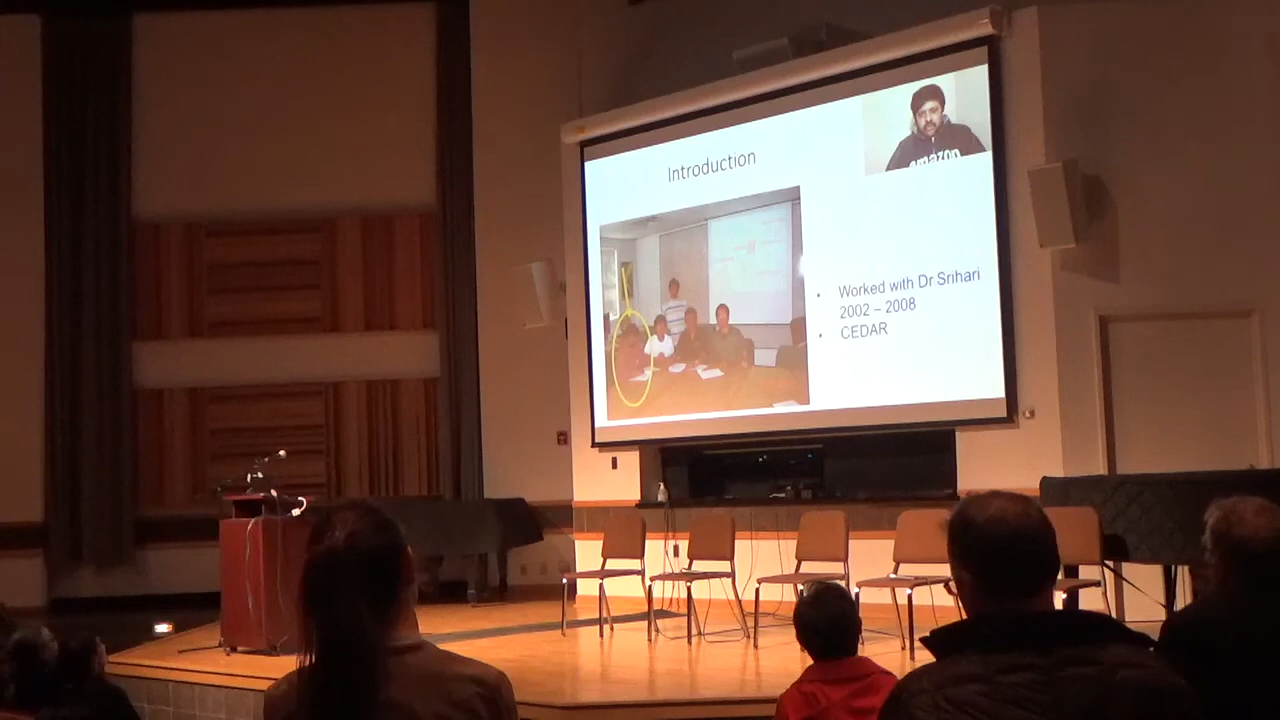 Introduction
amazon
• Worked with Dr Srihari
2002 – 2008
• CEDAR